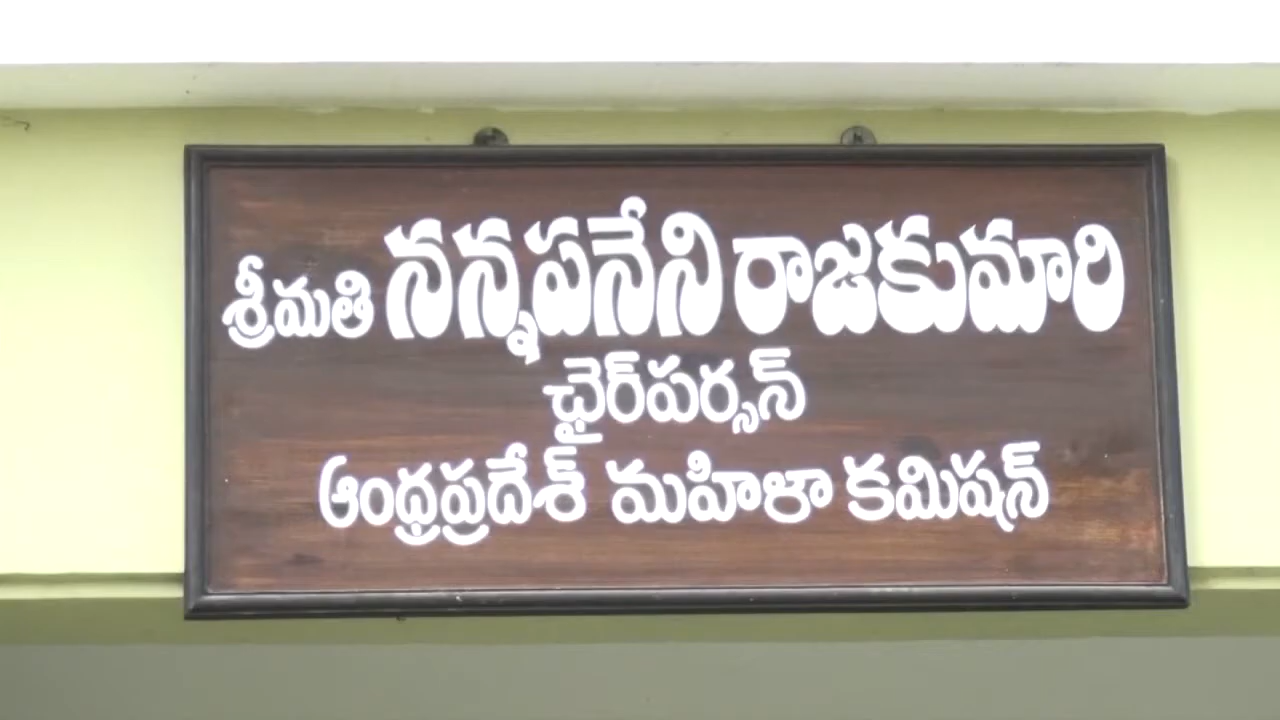 శ్రీమతి నన్నపనేని రాజకుమారి
ఛైర్‌పర్సన్
ఆంధ్రప్రదేశ్ మహిళా కమిషన్